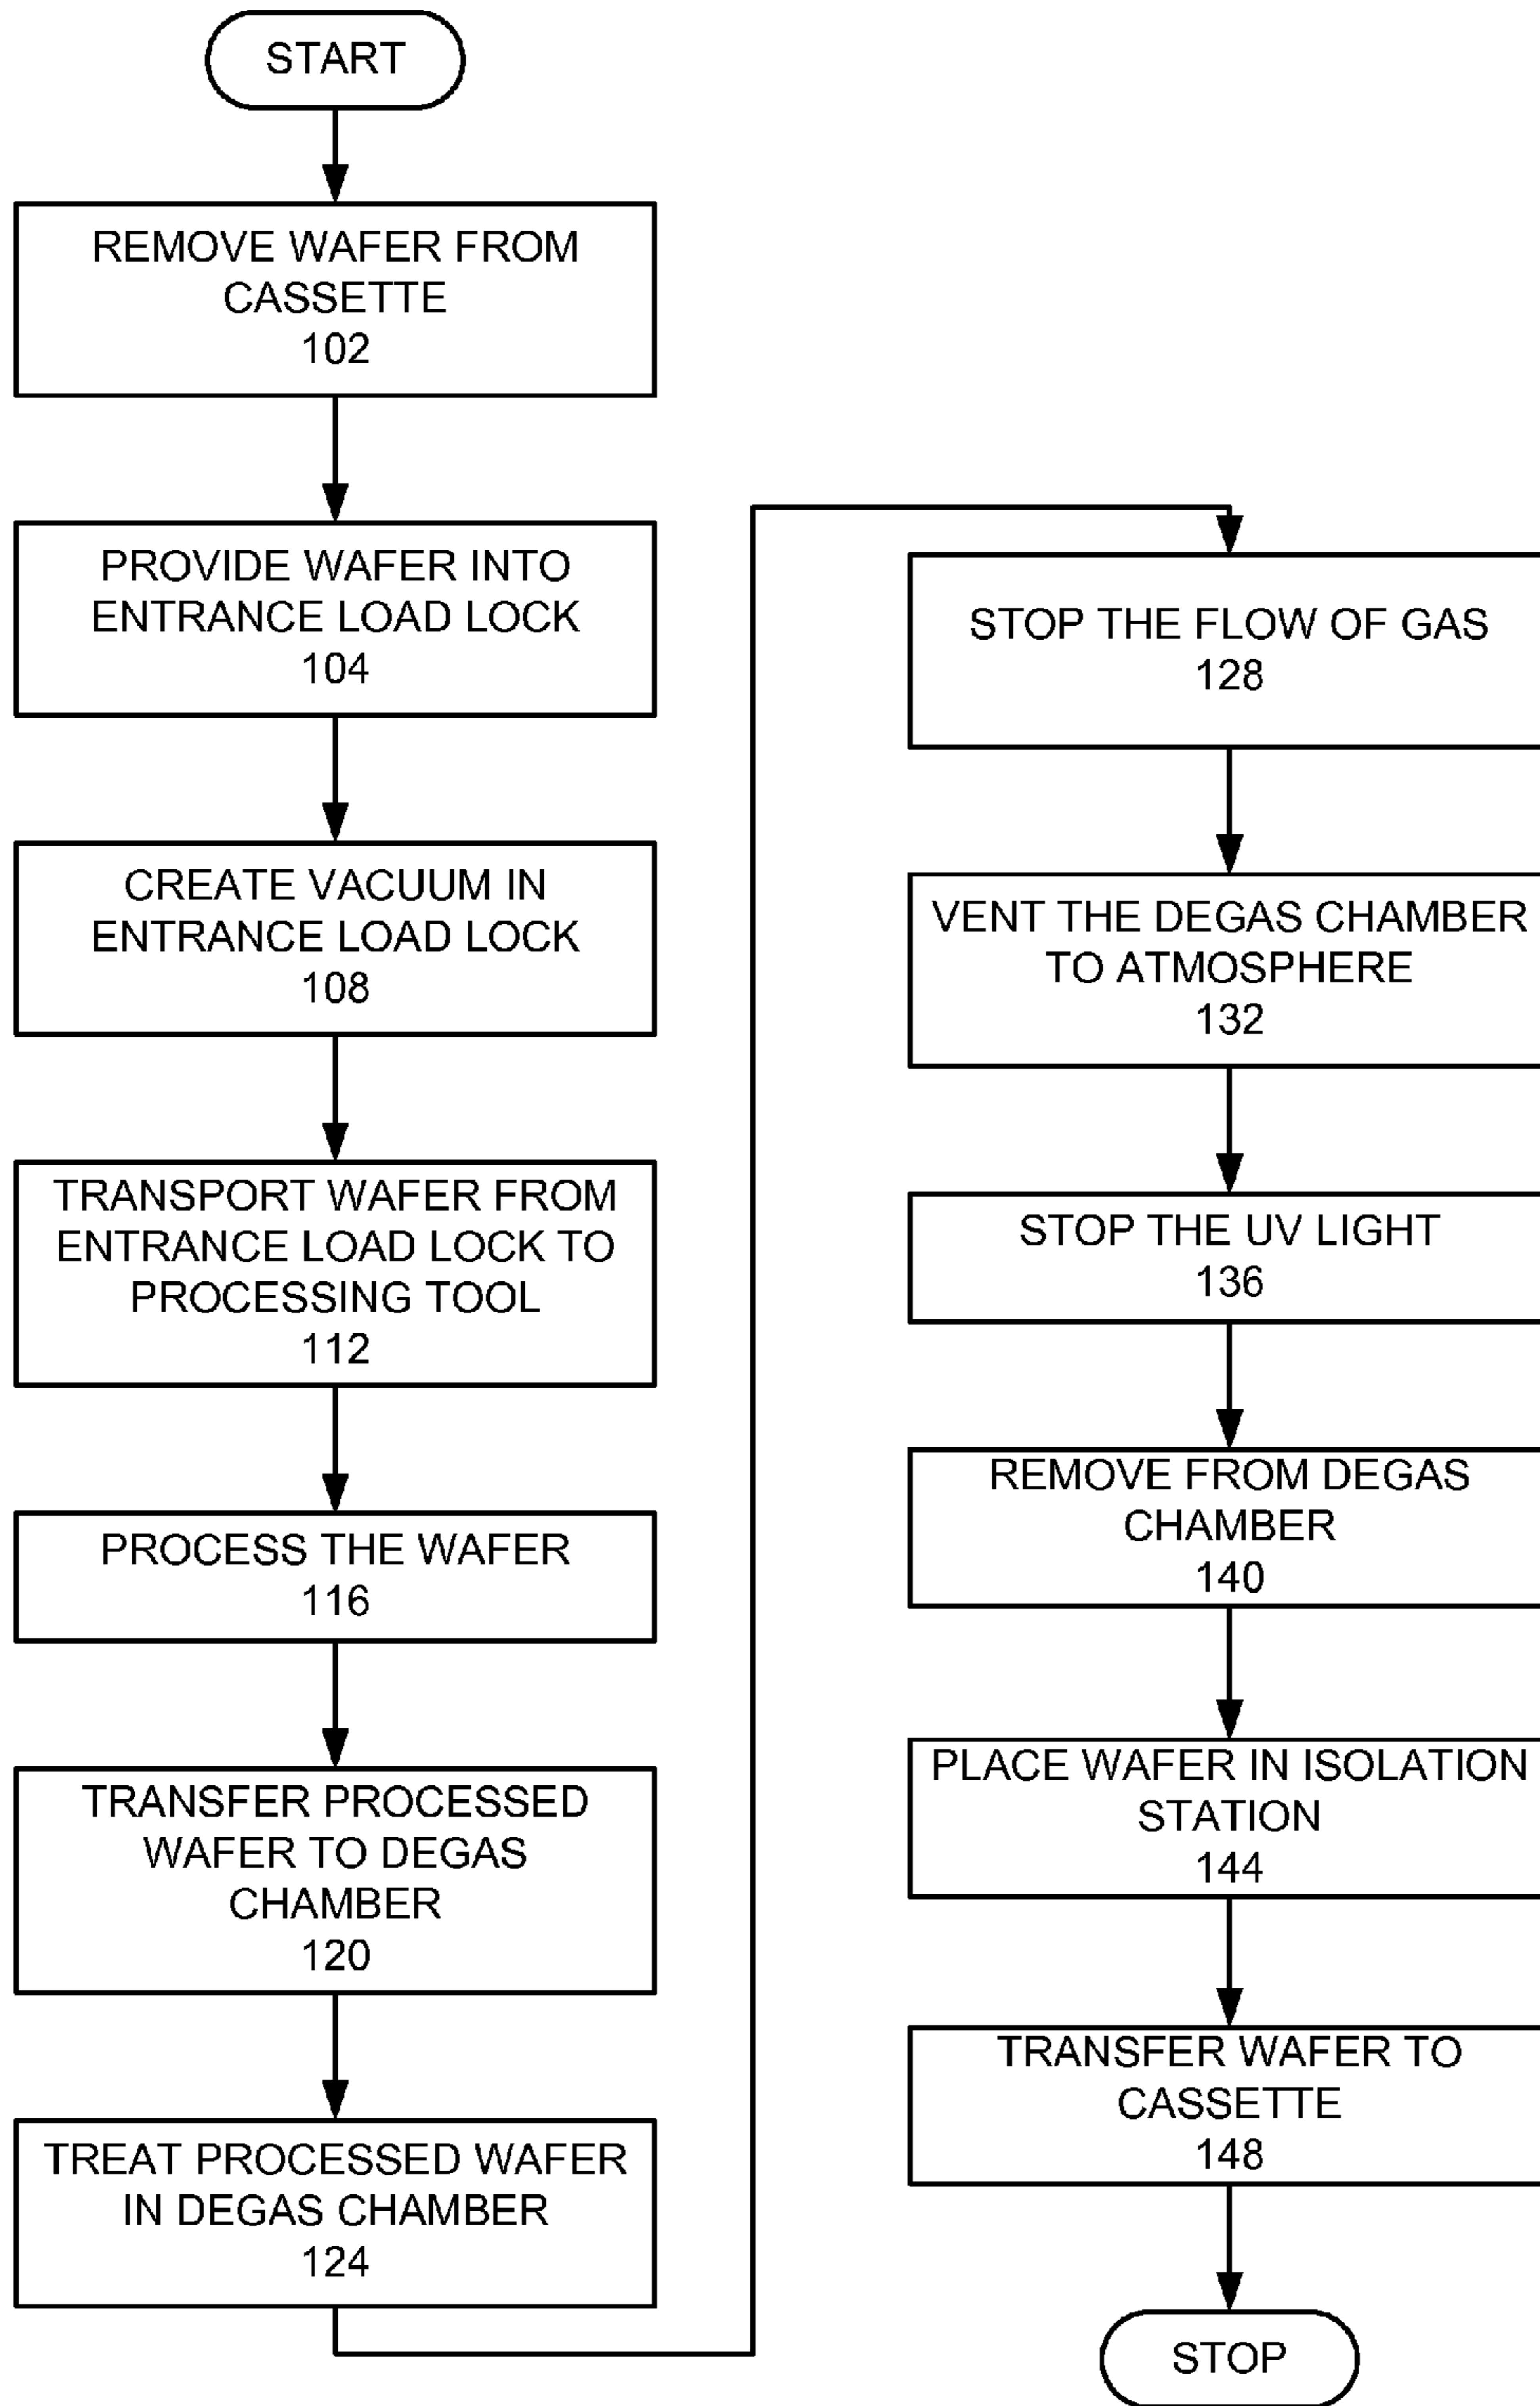 START
REMOVE WAFER FROM
CASSETTE
102
PROVIDE WAFER INTO
ENTRANCE LOAD LOCK
104
CREATE VACUUM IN
ENTRANCE LOAD LOCK
108
TRANSPORT WAFER FROM
ENTRANCE LOAD LOCK TO
PROCESSING TOOL
112
PROCESS THE WAFER
116
TRANSFER PROCESSED
WAFER TO DEGAS
CHAMBER
120
TREAT PROCESSED WAFER
IN DEGAS CHAMBER
124
STOP THE FLOW OF GAS
128
VENT THE DEGAS CHAMBER
TO ATMOSPHERE
132
STOP THE UV LIGHT
136
REMOVE FROM DEGAS
CHAMBER
140
PLACE WAFER IN ISOLATION
STATION
144
TRANSFER WAFER TO
CASSETTE
148
STOP